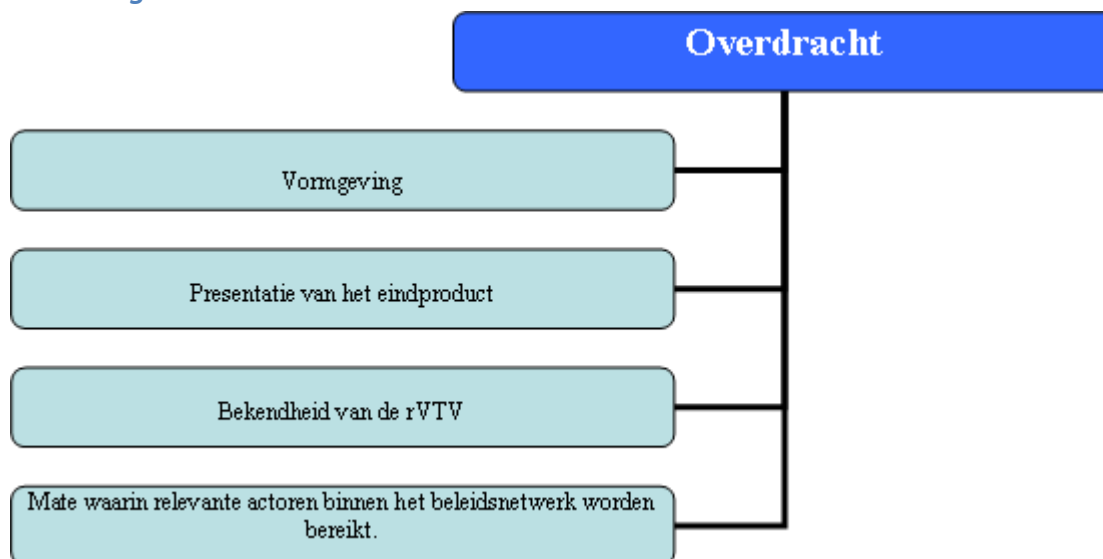 Overdracht
Vormgeving
Presentatie van het eindproduct
Bekendheid van de rVTV
Mate waarin relevante actoren binnen het beleidsnetwerk worden
bereikt.